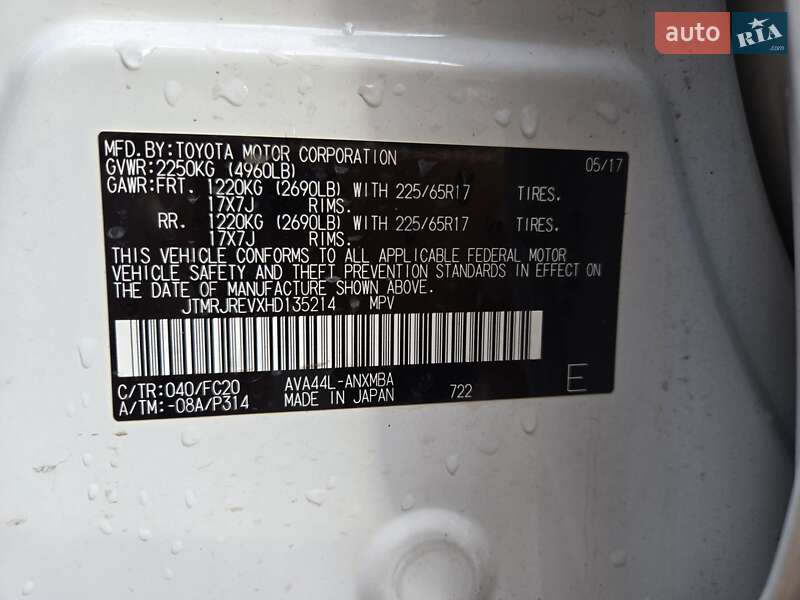 auto RIA .com
MFD.BY:TOYOTA MOTOR CORPORATION 05/17
GVWR:2250KG (4960LB)
GAWR:FRT. 1220KG (2690LB) WITH 225/65R17 TIRES.
17X7J RIMS.
RR. 1220KG (2690LB) WITH 225/65R17 TIRES.
17X7J RIMS.
THIS VEHICLE CONFORMS TO ALL APPLICABLE FEDERAL MOTOR
VEHICLE SAFETY AND THEFT PREVENTION STANDARDS IN EFFECT ON
THE DATE OF MANUFACTURE SHOWN ABOVE.
JTMRJREVXHD135214 MPV
C/TR:040/FC20 AVA44L-ANXMBA E
A/TM:-08A/P314 MADE IN JAPAN 722